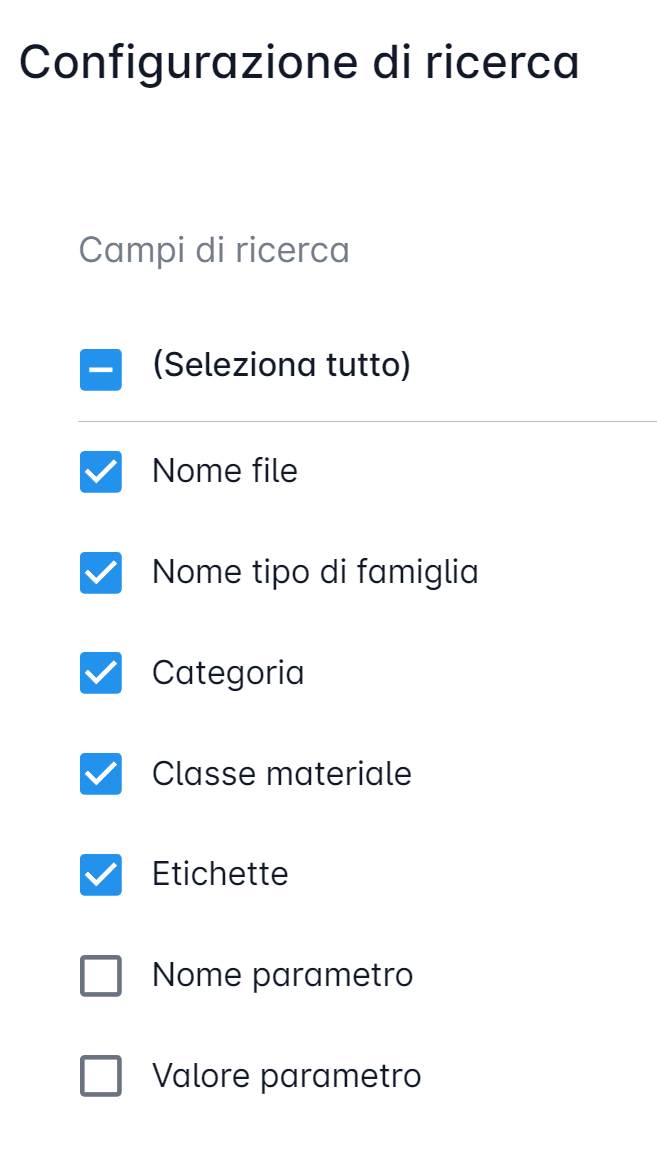 Configurazione di ricerca
Campi di ricerca
(Seleziona tutto)
Nome file
Nome tipo di famiglia
Categoria
Classe materiale
Etichette
Nome parametro
Valore parametro